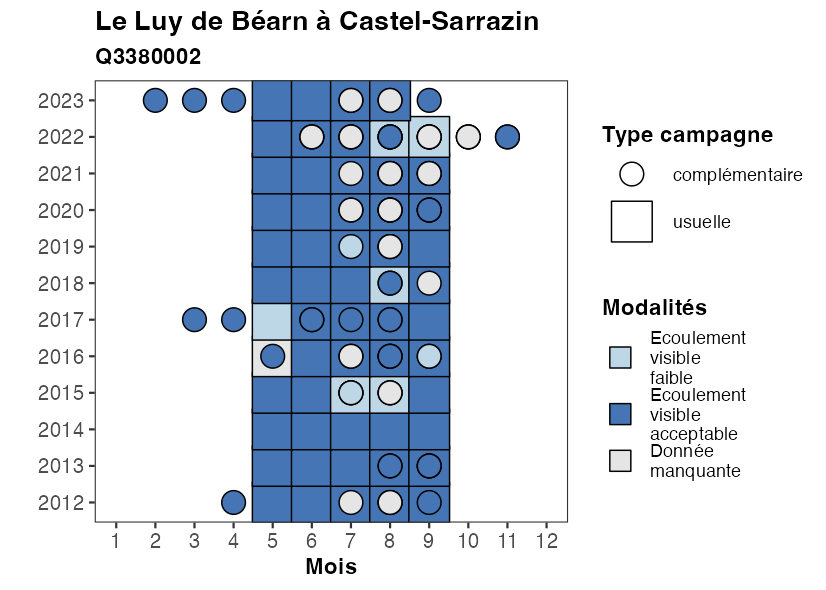 Le Luy de Béarn à Castel-Sarrazin
Q3380002
2023
2022
2021
2020
2019
2018
2017
2016
2015
2014
2013
2012
1 2 3 4 5 6 7 8 9 10 11 12
Mois
Type campagne
complémentaire
usuelle
Modalités
Ecoulement
visible
faible
Ecoulement
visible
acceptable
Donnée
manquante